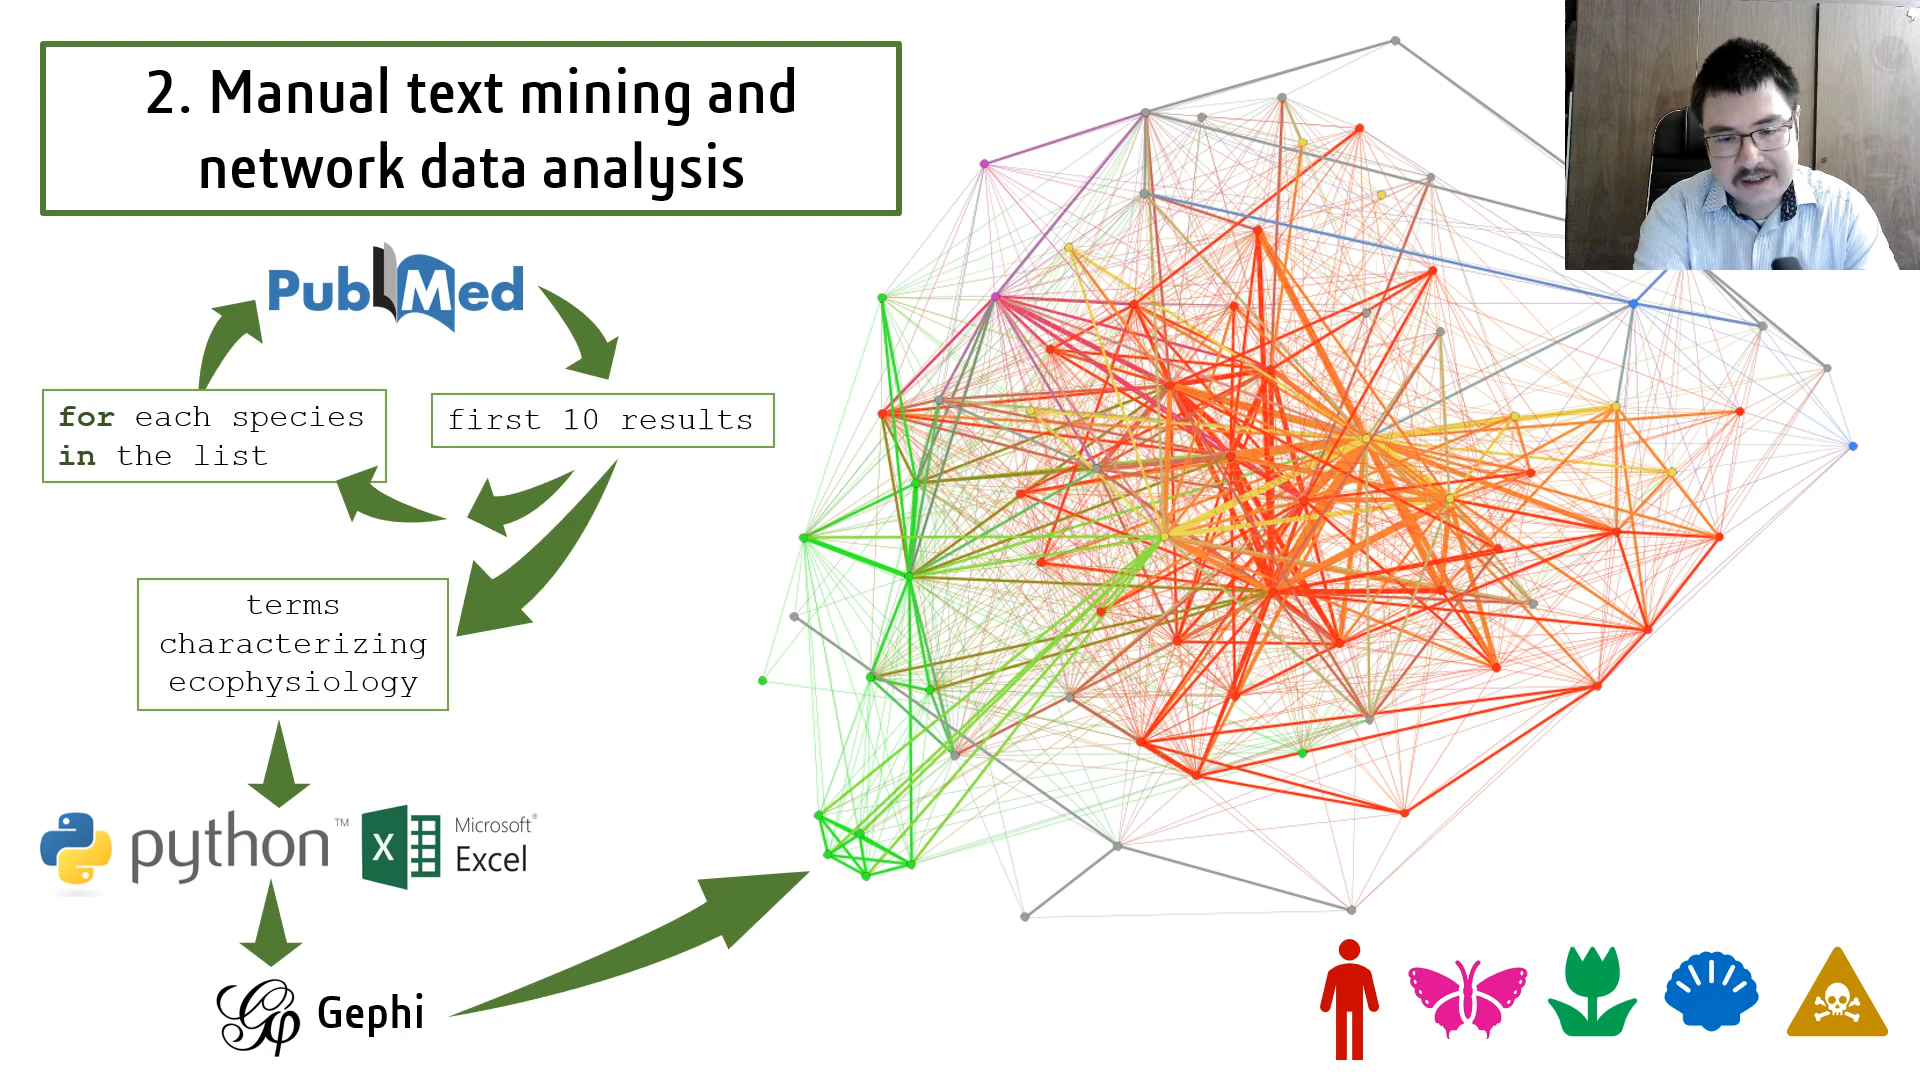 2. Manual text mining and
network data analysis
PubMed
for each species
in the list
first 10 results
terms
characterizing
ecophysiology
python™
Microsoft®
Excel
Gephi